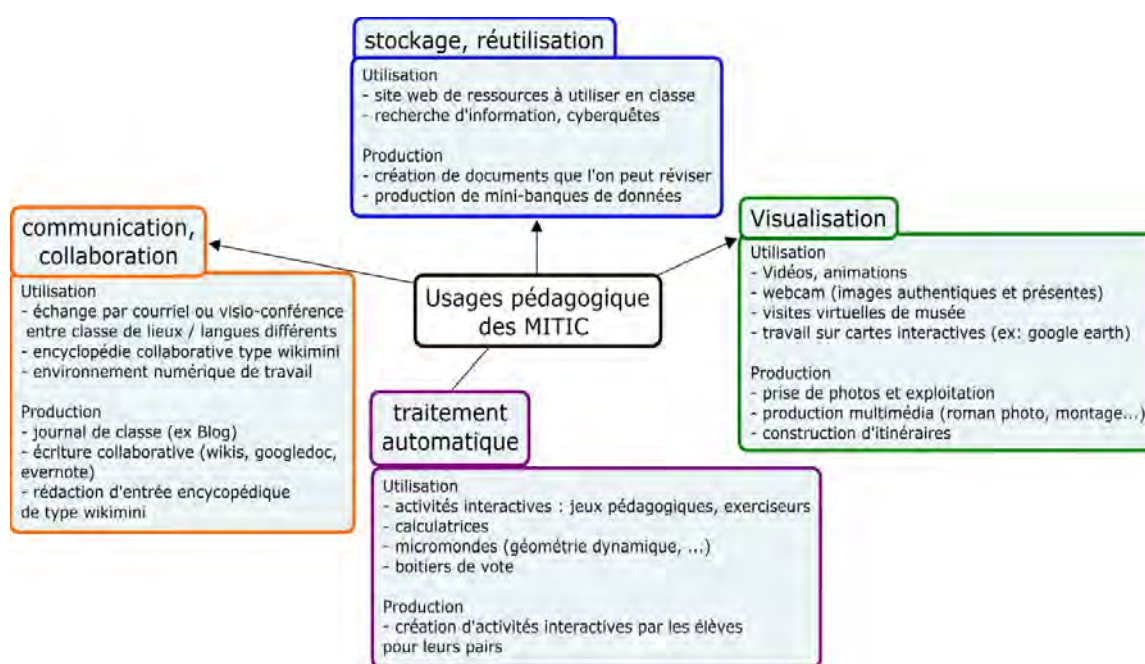 stockage, réutilisation
Utilisation
- site web de ressources à utiliser en classe
- recherche d'information, cyberquêtes
Production
- création de documents que l'on peut réviser
- production de mini-banques de données
communication,
collaboration
Utilisation
- échange par courriel ou visio-conférence
entre classe de lieux / langues différents
- encyclopédie collaborative type wikimini
- environnement numérique de travail
Production
- journal de classe (ex Blog)
- écriture collaborative (wikis, googledoc,
evernote)
- rédaction d'entrée encycopédique
de type wikimini
Usages pédagogique
des MITIC
Visualisation
Utilisation
- Vidéos, animations
- webcam (images authentiques et présentes)
- visites virtuelles de musée
- travail sur cartes interactives (ex: google earth)
Production
- prise de photos et exploitation
- production multimédia (roman photo, montage...)
- construction d'itinéraires
traitement
automatique
Utilisation
- activités interactives : jeux pédagogiques, exerciseurs
- calculatrices
- micromondes (géométrie dynamique, ...)
- boitiers de vote
Production
- création d'activités interactives par les élèves
pour leurs pairs